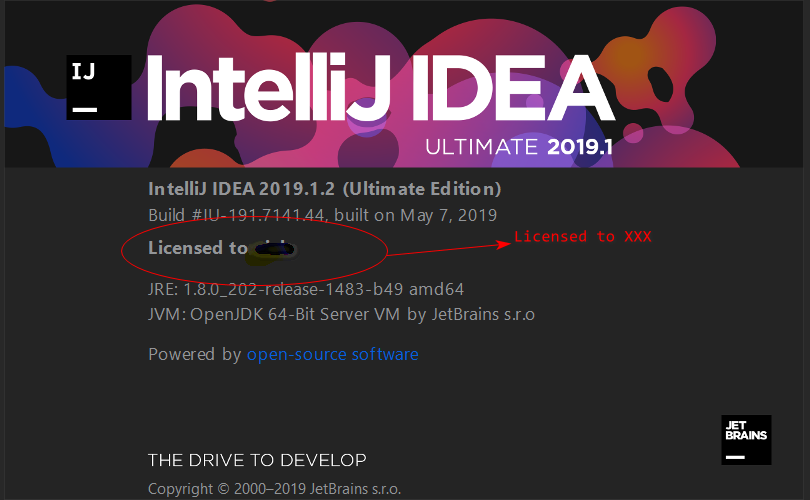 IJ
IntelliJ IDEA
ULTIMATE 2019.1
IntelliJ IDEA 2019.1.2 (Ultimate Edition)
Build #IU-191.7141.44, built on May 7, 2019
Licensed to
Licensed to XXX
JRE: 1.8.0_202-release-1483-b49 amd64
JVM: OpenJDK 64-Bit Server VM by JetBrains s.r.o
Powered by open-source software
JET
BRAINS
THE DRIVE TO DEVELOP
Copyright © 2000–2019 JetBrains s.r.o.